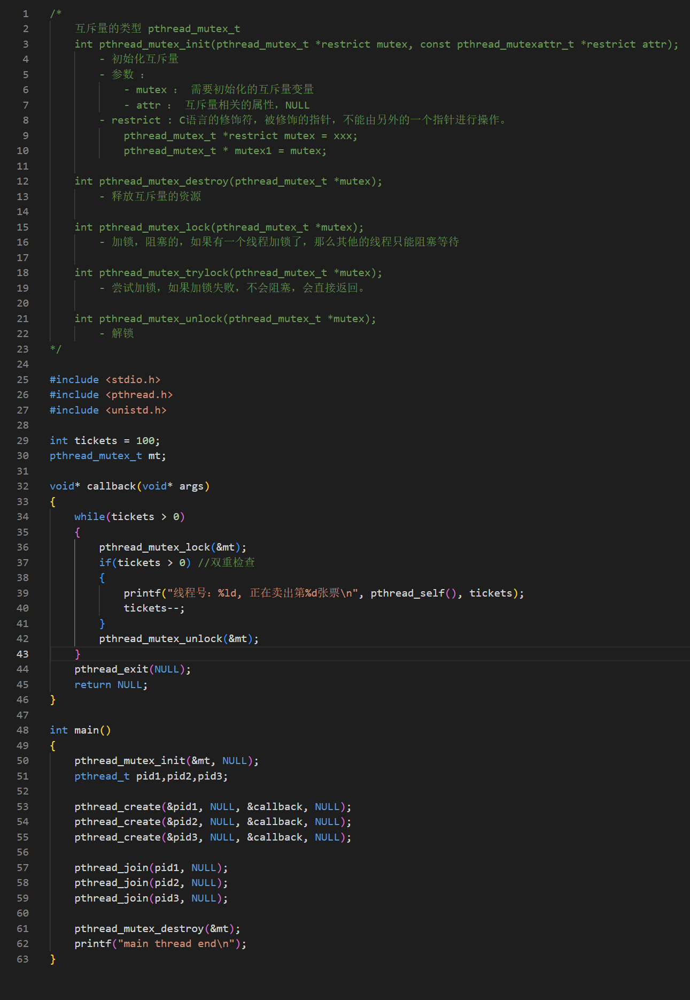 1 /*
2 互斥量的类型 pthread_mutex_t
3 int pthread_mutex_init(pthread_mutex_t *restrict mutex, const pthread_mutexattr_t *restrict attr);
4 - 初始化互斥量
5 - 参数 ：
6 - mutex ： 需要初始化的互斥量变量
7 - attr ： 互斥量相关的属性，NULL
8 - restrict : C语言的修饰符，被修饰的指针，不能由另外的一个指针进行操作。
9 pthread_mutex_t *restrict mutex = xxx;
10 pthread_mutex_t * mutex1 = mutex;
11
12 int pthread_mutex_destroy(pthread_mutex_t *mutex);
13 - 释放互斥量的资源
14
15 int pthread_mutex_lock(pthread_mutex_t *mutex);
16 - 加锁，阻塞的，如果有一个线程加锁了，那么其他的线程只能阻塞等待
17
18 int pthread_mutex_trylock(pthread_mutex_t *mutex);
19 - 尝试加锁，如果加锁失败，不会阻塞，会直接返回。
20
21 int pthread_mutex_unlock(pthread_mutex_t *mutex);
22 - 解锁
23 */
24
25 #include <stdio.h>
26 #include <pthread.h>
27 #include <unistd.h>
28
29 int tickets = 100;
30 pthread_mutex_t mt;
31
32 void* callback(void* args)
33 {
34 while(tickets > 0)
35 {
36 pthread_mutex_lock(&mt);
37 if(tickets > 0) //双重检查
38 {
39 printf("线程号：%ld, 正在卖出第%d张票\n", pthread_self(), tickets);
40 tickets--;
41 }
42 pthread_mutex_unlock(&mt);
43 }
44 pthread_exit(NULL);
45 return NULL;
46 }
47
48 int main()
49 {
50 pthread_mutex_init(&mt, NULL);
51 pthread_t pid1,pid2,pid3;
52
53 pthread_create(&pid1, NULL, &callback, NULL);
54 pthread_create(&pid2, NULL, &callback, NULL);
55 pthread_create(&pid3, NULL, &callback, NULL);
56
57 pthread_join(pid1, NULL);
58 pthread_join(pid2, NULL);
59 pthread_join(pid3, NULL);
60
61 pthread_mutex_destroy(&mt);
62 printf("main thread end\n");
63 }